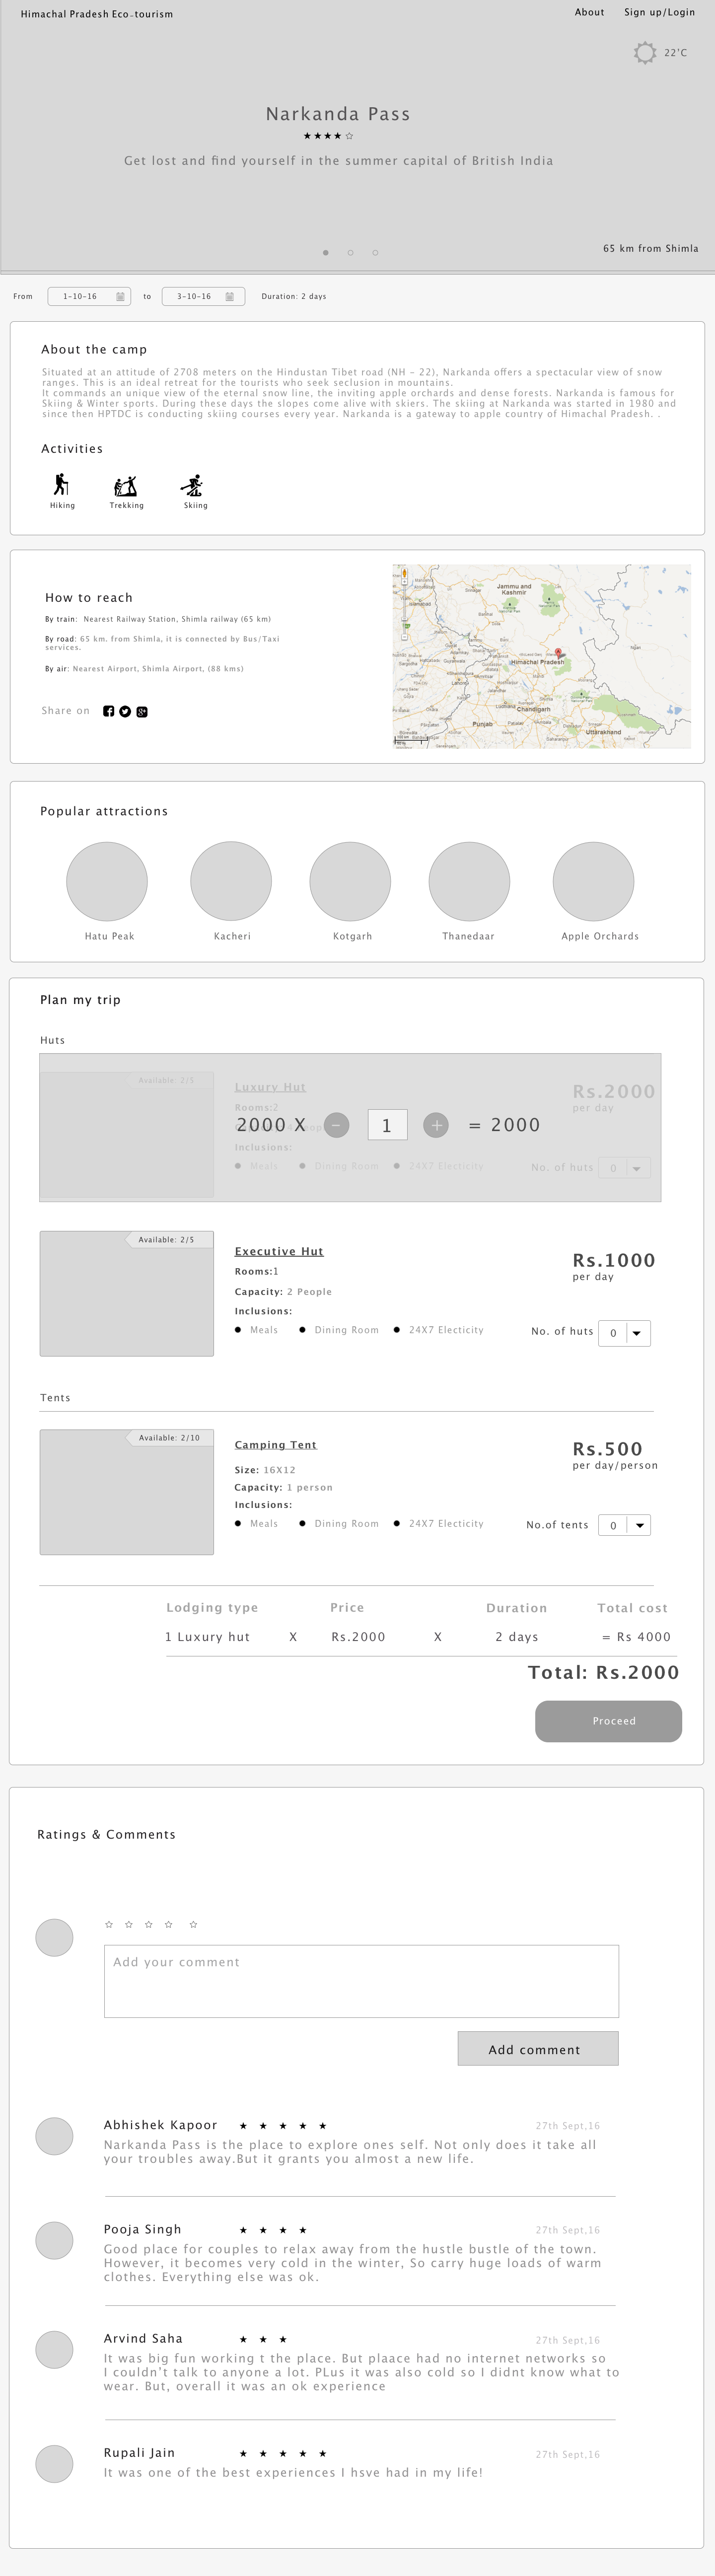 Himachal Pradesh Eco-tourism
About
Sign up/Login
22°C
Narkanda Pass
★★★★☆
Get lost and find yourself in the summer capital of British India
65 km from Shimla
From
1-10-16
to
3-10-16
Duration: 2 days
About the camp
Situated at an attitude of 2708 meters on the Hindustan Tibet road (NH - 22), Narkanda offers a spectacular view of snow
ranges. This is an ideal retreat for the tourists who seek seclusion in mountains.
It commands an unique view of the eternal snow line, the inviting apple orchards and dense forests. Narkanda is famous for
Skiing & Winter sports. During these days the slopes come alive with skiers. The skiing at Narkanda was started in 1980 and
since then HPTDC is conducting skiing courses every year. Narkanda is a gateway to apple country of Himachal Pradesh. .
Activities
Hiking
Trekking
Skiing
How to reach
By train: Nearest Railway Station, Shimla railway (65 km)
By road: 65 km. from Shimla, it is connected by Bus/Taxi
services.
By air: Nearest Airport, Shimla Airport, (88 kms)
Share on
Jammu and
Kashmir
Himachal Pradesh
Chandigarh
Ludhiana
Punjab
Uttarakhand
Popular attractions
Hatu Peak
Kacheri
Kotgarh
Thanedaar
Apple Orchards
Plan my trip
Huts
Available: 2/5
Luxury Hut
Rs.2000
per day
Rooms:2
2000 X
−
1
+
= 2000
Inclusions:
Meals
Dining Room
24X7 Electicity
No. of huts
0
Available: 2/5
Executive Hut
Rs.1000
per day
Rooms:1
Capacity: 2 People
Inclusions:
Meals
Dining Room
24X7 Electicity
No. of huts
0
Tents
Available: 2/10
Camping Tent
Rs.500
per day/person
Size: 16X12
Capacity: 1 person
Inclusions:
Meals
Dining Room
24X7 Electicity
No.of tents
0
Lodging type
Price
Duration
Total cost
1 Luxury hut
X
Rs.2000
X
2 days
= Rs 4000
Total: Rs.2000
Proceed
Ratings & Comments
☆ ☆ ☆ ☆ ☆
Add your comment
Add comment
Abhishek Kapoor ★ ★ ★ ★ ★ 27th Sept,16
Narkanda Pass is the place to explore ones self. Not only does it take all
your troubles away.But it grants you almost a new life.
Pooja Singh ★ ★ ★ ★ 27th Sept,16
Good place for couples to relax away from the hustle bustle of the town.
However, it becomes very cold in the winter, So carry huge loads of warm
clothes. Everything else was ok.
Arvind Saha ★ ★ ★ 27th Sept,16
It was big fun working t the place. But plaace had no internet networks so
I couldn't talk to anyone a lot. PLus it was also cold so I didnt know what to
wear. But, overall it was an ok experience
Rupali Jain ★ ★ ★ ★ ★ 27th Sept,16
It was one of the best experiences I hsve had in my life!